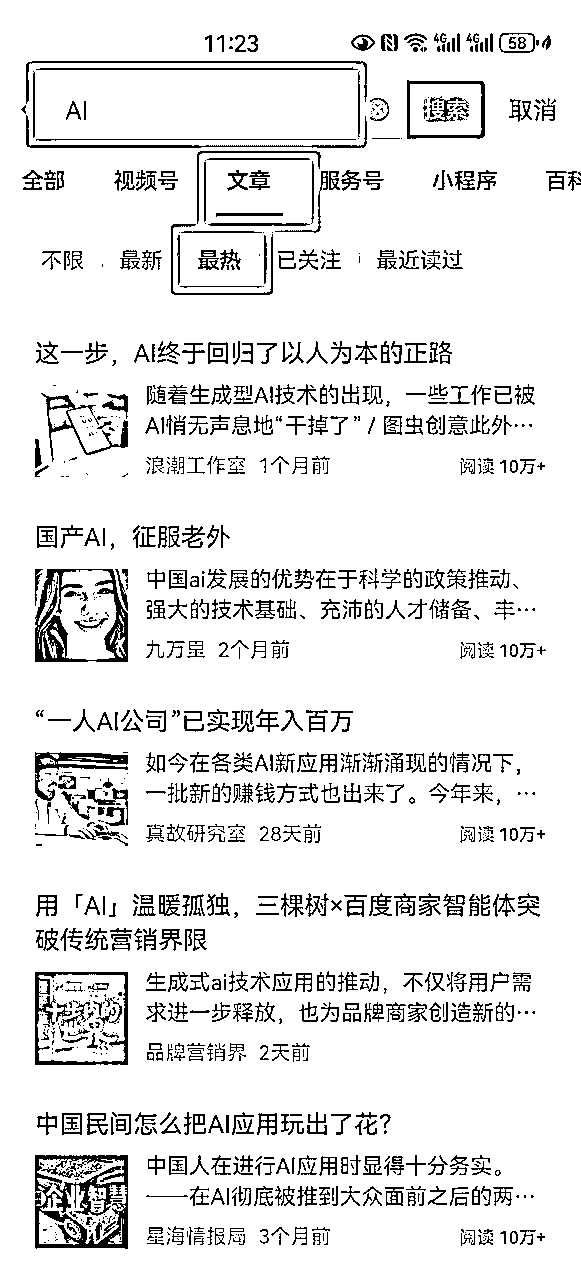 11:23
4G 4G 58
AI 搜索 取消
全部 视频号 文章 服务号 小程序 百科
不限 最新 最热 已关注 最近读过
这一步，AI终于回归了以人为本的正路
随着生成型AI技术的出现，一些工作已被
AI悄无声息地“干掉了” / 图虫创意此外…
浪潮工作室 1个月前 阅读 10万+
国产AI，征服老外
中国ai发展的优势在于科学的政策推动、
强大的技术基础、充沛的人才储备、丰…
九万里 2个月前 阅读 10万+
“一人AI公司”已实现年入百万
如今在各类AI新应用渐渐涌现的情况下，
一批新的赚钱方式也出来了。今年来，…
真故研究室 28天前 阅读 10万+
用「AI」温暖孤独，三棵树×百度商家智能体突
破传统营销界限
生成式ai技术应用的推动，不仅将用户需
求进一步释放，也为品牌商家创造新的…
品牌营销界 2天前
中国民间怎么把AI应用玩出了花？
中国人在进行AI应用时显得十分务实。
——在AI彻底被推到大众面前之后的两…
企业智慧
星海情报局 3个月前 阅读 10万+